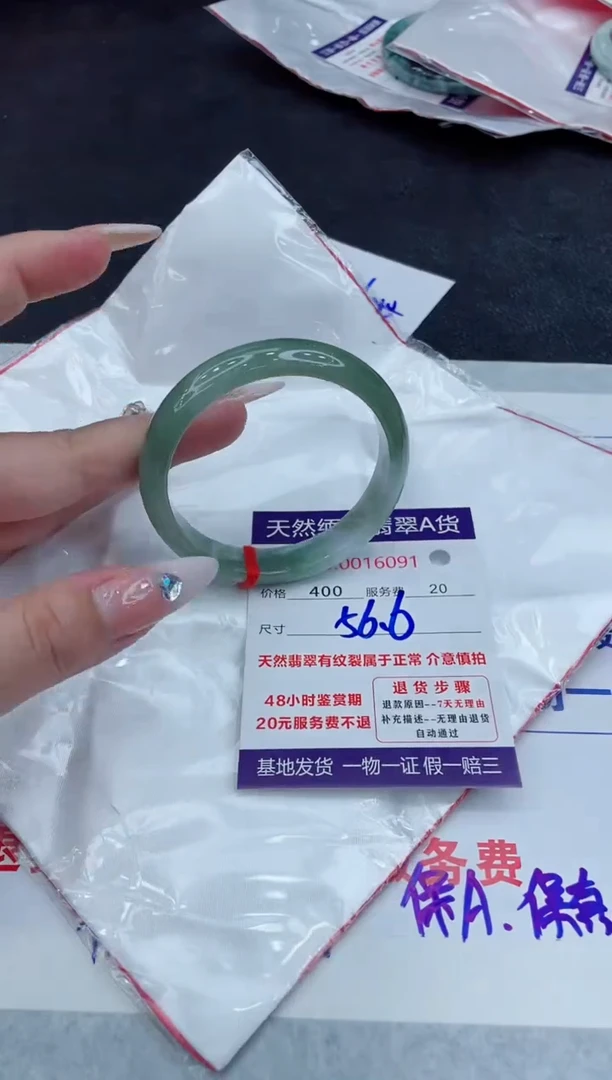 天然缅 翡翠A货
0016091
价格 400 服务费 20
尺寸 56.6
天然翡翠有纹裂属于正常 介意慎拍
48小时鉴赏期
20元服务费不退
退货步骤
退款原因--7天无理由
补充描述--无理由退货
自动通过
基地发货 一物一证 假一赔三
务费
保A.保真